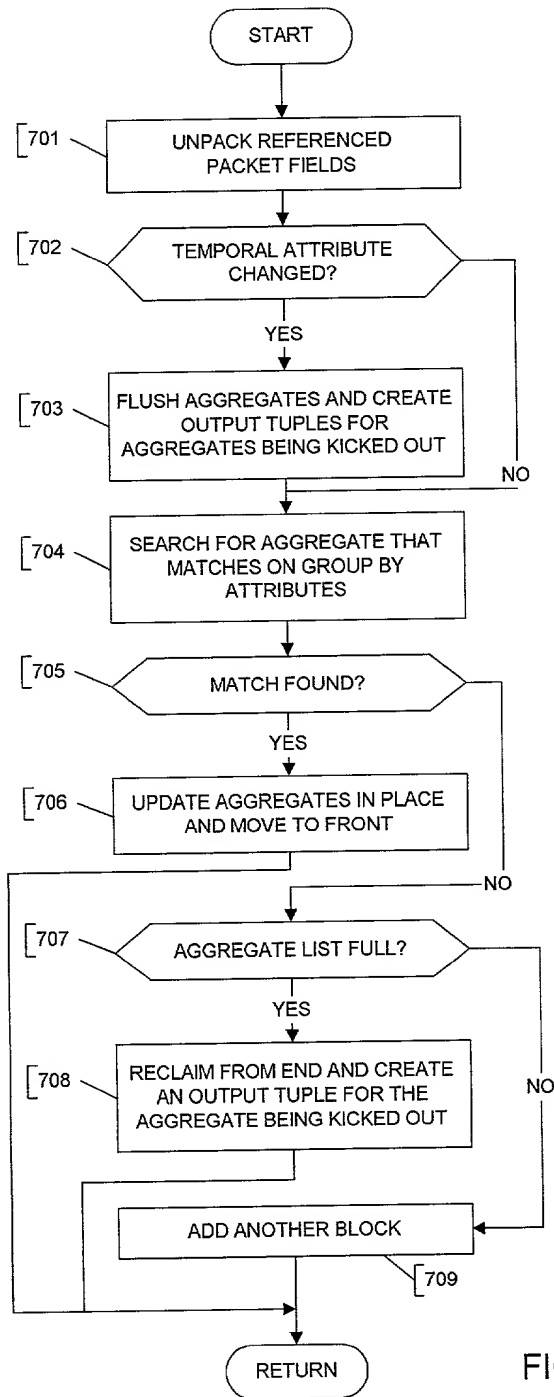 START
701
UNPACK REFERENCED
PACKET FIELDS
702
TEMPORAL ATTRIBUTE
CHANGED?
YES
703
FLUSH AGGREGATES AND CREATE
OUTPUT TUPLES FOR
AGGREGATES BEING KICKED OUT
NO
704
SEARCH FOR AGGREGATE THAT
MATCHES ON GROUP BY
ATTRIBUTES
705
MATCH FOUND?
YES
706
UPDATE AGGREGATES IN PLACE
AND MOVE TO FRONT
NO
707
AGGREGATE LIST FULL?
YES
708
RECLAIM FROM END AND CREATE
AN OUTPUT TUPLE FOR THE
AGGREGATE BEING KICKED OUT
NO
ADD ANOTHER BLOCK
709
RETURN